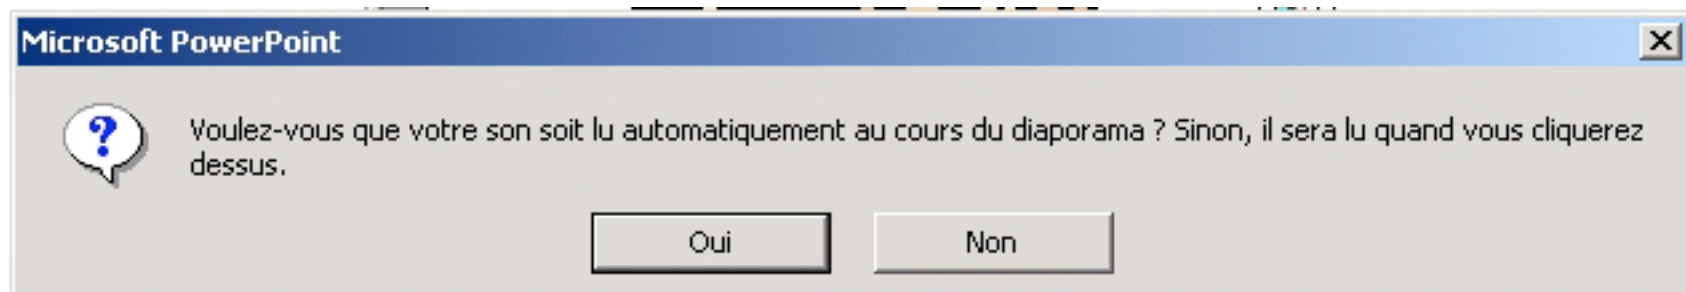 Microsoft PowerPoint
Voulez-vous que votre son soit lu automatiquement au cours du diaporama ? Sinon, il sera lu quand vous cliquerez
dessus.
Oui
Non